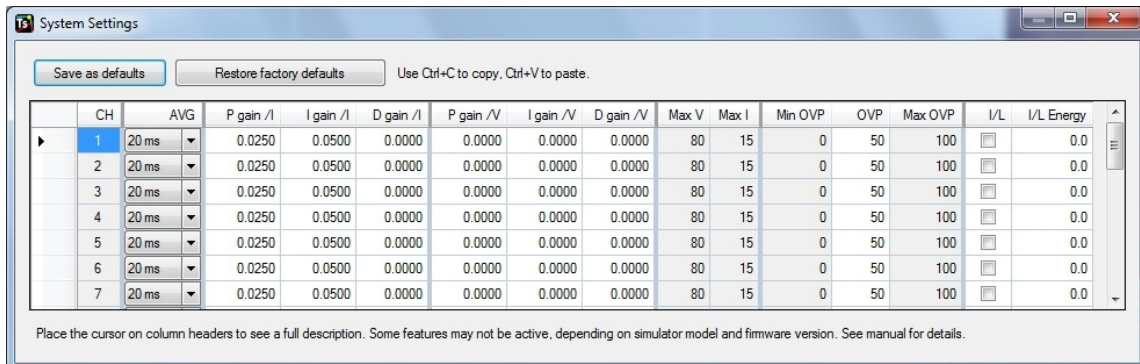 TS System Settings
Save as defaults Restore factory defaults Use Ctrl+C to copy, Ctrl+V to paste.
CH AVG P gain /I I gain /I D gain /I P gain /V I gain /V D gain /V Max V Max I Min OVP OVP Max OVP I/L I/L Energy
1 20 ms 0.0250 0.0500 0.0000 0.0000 0.0000 0.0000 80 15 0 50 100 0.0
2 20 ms 0.0250 0.0500 0.0000 0.0000 0.0000 0.0000 80 15 0 50 100 0.0
3 20 ms 0.0250 0.0500 0.0000 0.0000 0.0000 0.0000 80 15 0 50 100 0.0
4 20 ms 0.0250 0.0500 0.0000 0.0000 0.0000 0.0000 80 15 0 50 100 0.0
5 20 ms 0.0250 0.0500 0.0000 0.0000 0.0000 0.0000 80 15 0 50 100 0.0
6 20 ms 0.0250 0.0500 0.0000 0.0000 0.0000 0.0000 80 15 0 50 100 0.0
7 20 ms 0.0250 0.0500 0.0000 0.0000 0.0000 0.0000 80 15 0 50 100 0.0
Place the cursor on column headers to see a full description. Some features may not be active, depending on simulator model and firmware version. See manual for details.